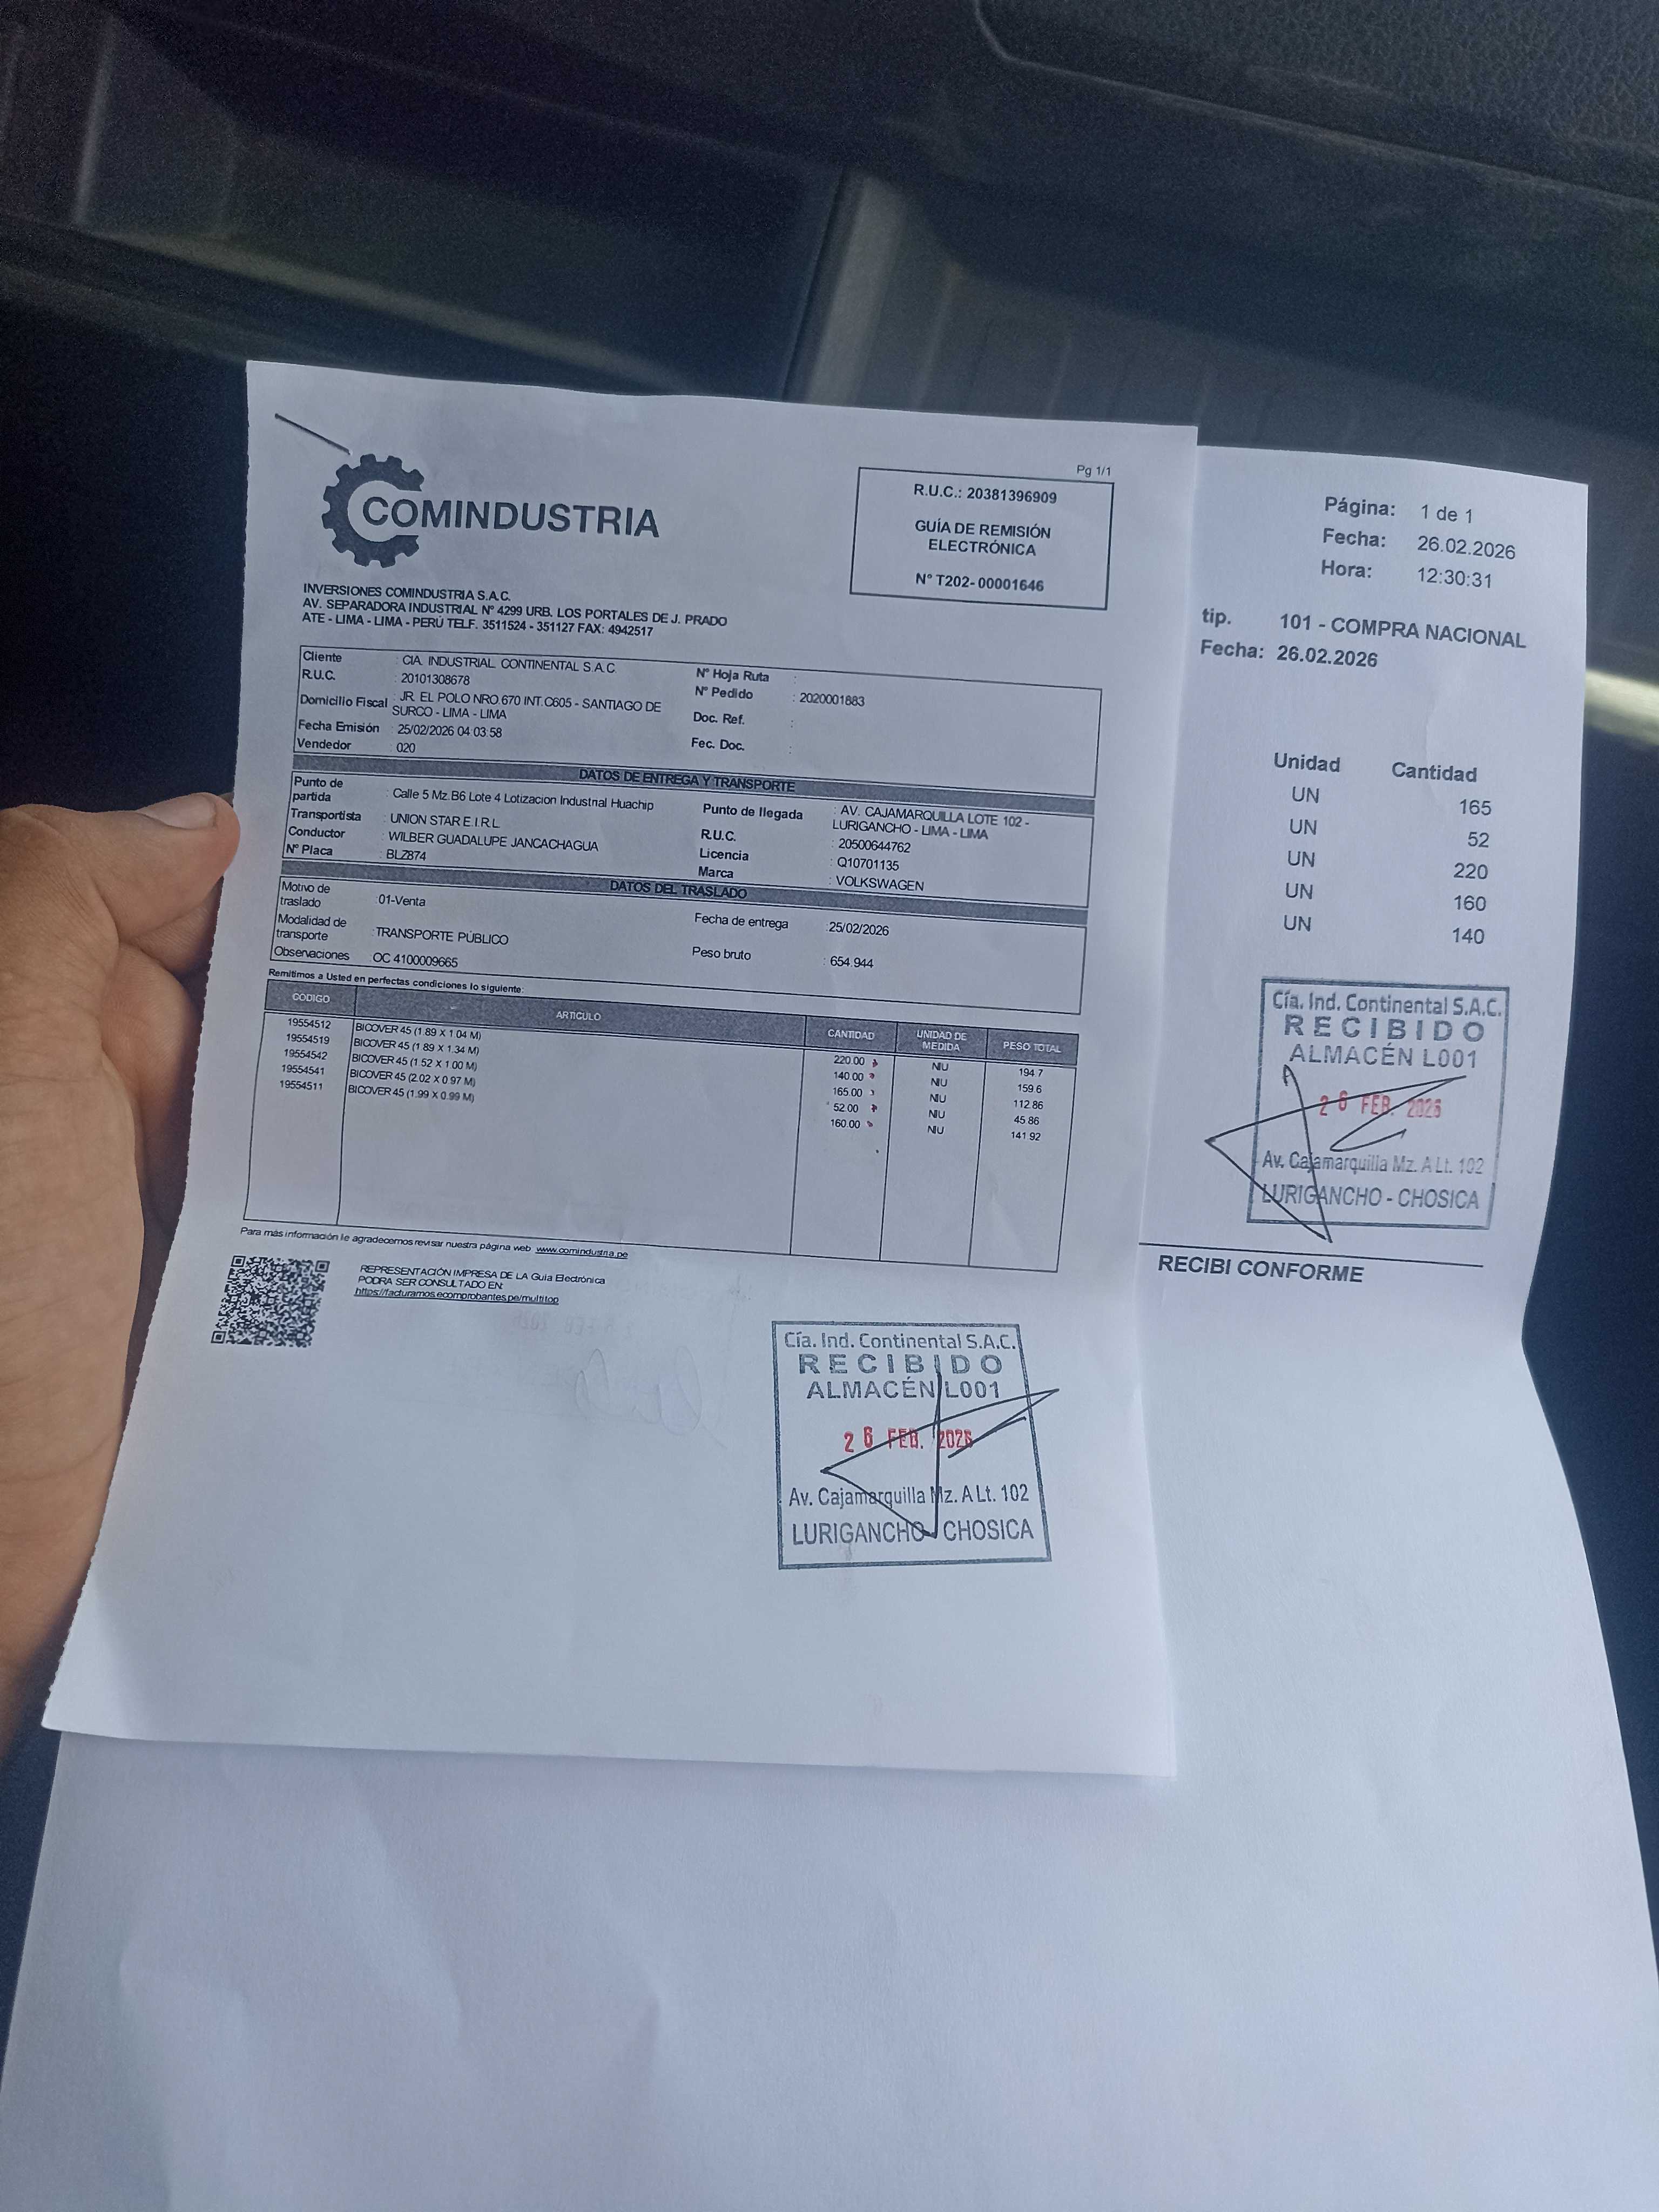 COMINDUSTRIA
Pg 1/1
R.U.C.: 20381396909
GUÍA DE REMISIÓN
ELECTRÓNICA
N° T202- 00001646
INVERSIONES COMINDUSTRIA S.A.C.
AV. SEPARADORA INDUSTRIAL N° 4299 URB. LOS PORTALES DE J. PRADO
ATE - LIMA - LIMA - PERÚ TELF. 3511524 - 351127 FAX: 4942517
Cliente : CIA. INDUSTRIAL CONTINENTAL S.A.C.
R.U.C. : 20101308678
Domicilio Fiscal : JR. EL POLO NRO.670 INT.C605 - SANTIAGO DE
SURCO - LIMA - LIMA
Fecha Emisión : 25/02/2026 04:03:58
Vendedor : 020
N° Hoja Ruta :
N° Pedido : 2020001883
Doc. Ref. :
Fec. Doc. :
DATOS DE ENTREGA Y TRANSPORTE
Punto de
partida : Calle 5 Mz.B6 Lote 4 Lotizacion Industrial Huachip
Transportista : UNION STAR E.I.R.L
Conductor : WILBER GUADALUPE JANCACHAGUA
N° Placa : BLZ874
Punto de llegada : AV. CAJAMARQUILLA LOTE 102 -
LURIGANCHO - LIMA - LIMA
R.U.C. : 20500644762
Licencia : Q10701135
Marca : VOLKSWAGEN
DATOS DEL TRASLADO
Motivo de
traslado : 01-Venta
Modalidad de
transporte : TRANSPORTE PÚBLICO
Observaciones : OC 4100009665
Fecha de entrega : 25/02/2026
Peso bruto : 654.944
Remitimos a Usted en perfectas condiciones lo siguiente:
CODIGO ARTICULO CANTIDAD UNIDAD DE MEDIDA PESO TOTAL
19554512 BICOVER 45 (1.89 X 1.04 M) 220.00 NIU 194.7
19554519 BICOVER 45 (1.89 X 1.34 M) 140.00 NIU 159.6
19554542 BICOVER 45 (1.52 X 1.00 M) 165.00 NIU 112.86
19554541 BICOVER 45 (2.02 X 0.97 M) 52.00 NIU 45.86
19554511 BICOVER 45 (1.99 X 0.99 M) 160.00 NIU 141.92
Para más información le agradecemos revisar nuestra página web www.comindustria.pe
REPRESENTACIÓN IMPRESA DE LA Guia Electrónica
PODRA SER CONSULTADO EN:
https://facturamos.ecomprobantes.pe/multitop
Cía. Ind. Continental S.A.C.
RECIBIDO
ALMACÉN L001
26 FEB. 2026
Av. Cajamarquilla Mz. A Lt. 102
LURIGANCHO - CHOSICA
Página: 1 de 1
Fecha: 26.02.2026
Hora: 12:30:31
tip. 101 - COMPRA NACIONAL
Fecha: 26.02.2026
Unidad Cantidad
UN 165
UN 52
UN 220
UN 160
UN 140
Cía. Ind. Continental S.A.C.
RECIBIDO
ALMACÉN L001
26 FEB. 2026
Av. Cajamarquilla Mz. A Lt. 102
LURIGANCHO - CHOSICA
RECIBI CONFORME